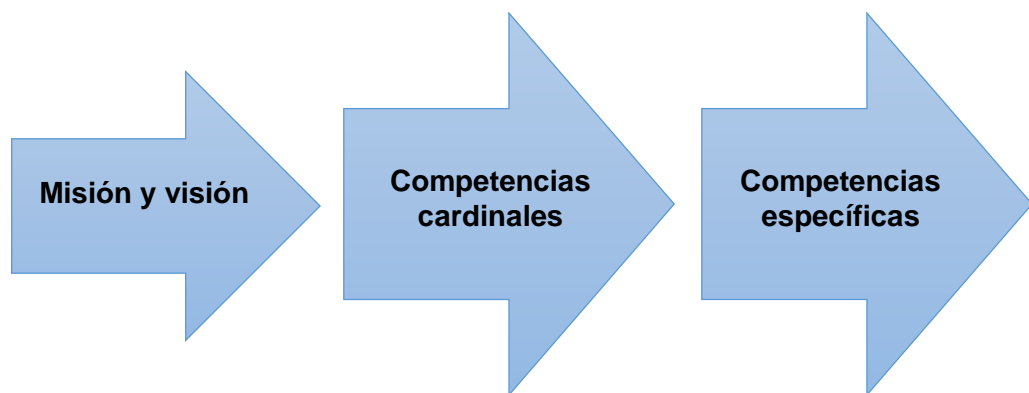 Misión y visión
Competencias
cardinales
Competencias
específicas